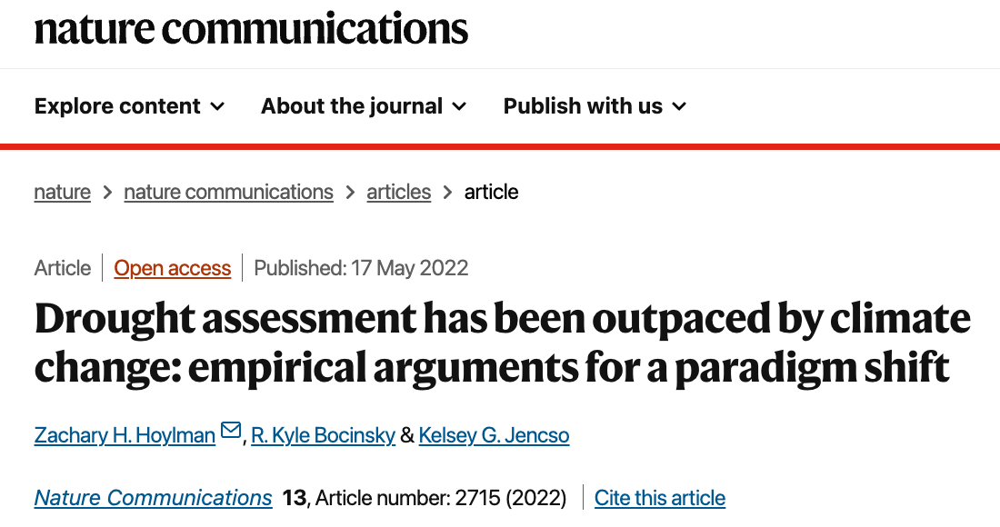 nature communications
Explore content About the journal Publish with us
nature > nature communications > articles > article
Article | Open access | Published: 17 May 2022
Drought assessment has been outpaced by climate
change: empirical arguments for a paradigm shift
Zachary H. Hoylman, R. Kyle Bocinsky & Kelsey G. Jencso
Nature Communications 13, Article number: 2715 (2022) | Cite this article